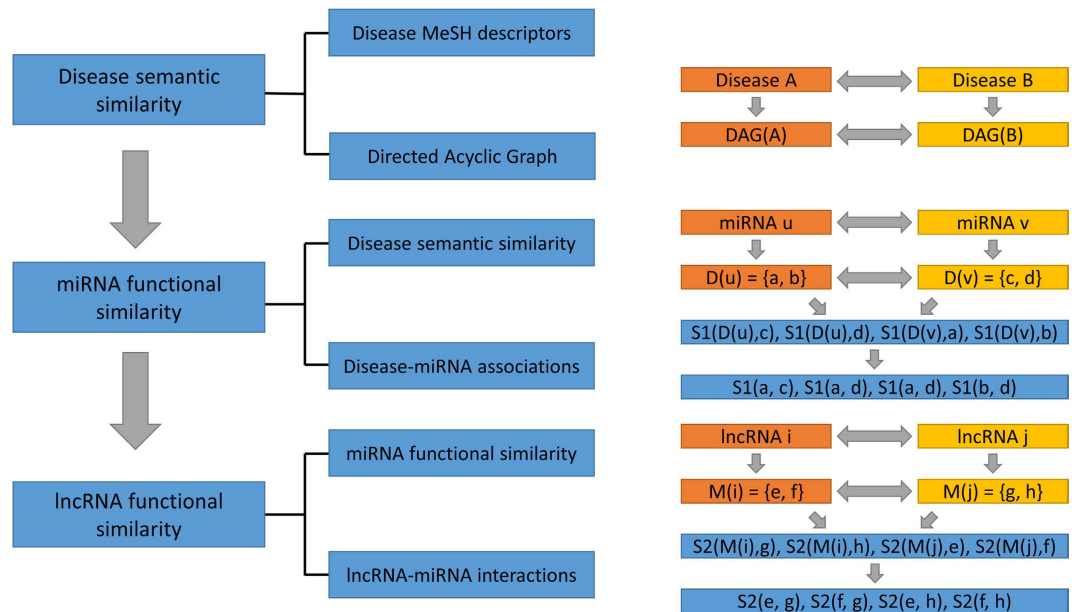 Disease semantic
similarity
Disease MeSH descriptors
Directed Acyclic Graph
miRNA functional
similarity
Disease semantic similarity
Disease-miRNA associations
lncRNA functional
similarity
miRNA functional similarity
lncRNA-miRNA interactions
Disease A
Disease B
DAG(A)
DAG(B)
miRNA u
miRNA v
D(u) = {a, b}
D(v) = {c, d}
S1(D(u),c), S1(D(u),d), S1(D(v),a), S1(D(v),b)
S1(a, c), S1(a, d), S1(a, d), S1(b, d)
lncRNA i
lncRNA j
M(i) = {e, f}
M(j) = {g, h}
S2(M(i),g), S2(M(i),h), S2(M(j),e), S2(M(j),f)
S2(e, g), S2(f, g), S2(e, h), S2(f, h)